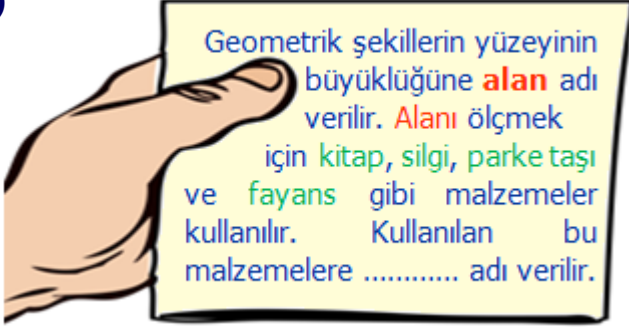 Geometrik şekillerin yüzeyinin
büyüklüğüne alan adı
verilir. Alanı ölçmek
için kitap, silgi, parke taşı
ve fayans gibi malzemeler
kullanılır. Kullanılan bu
malzemelere ............ adı verilir.